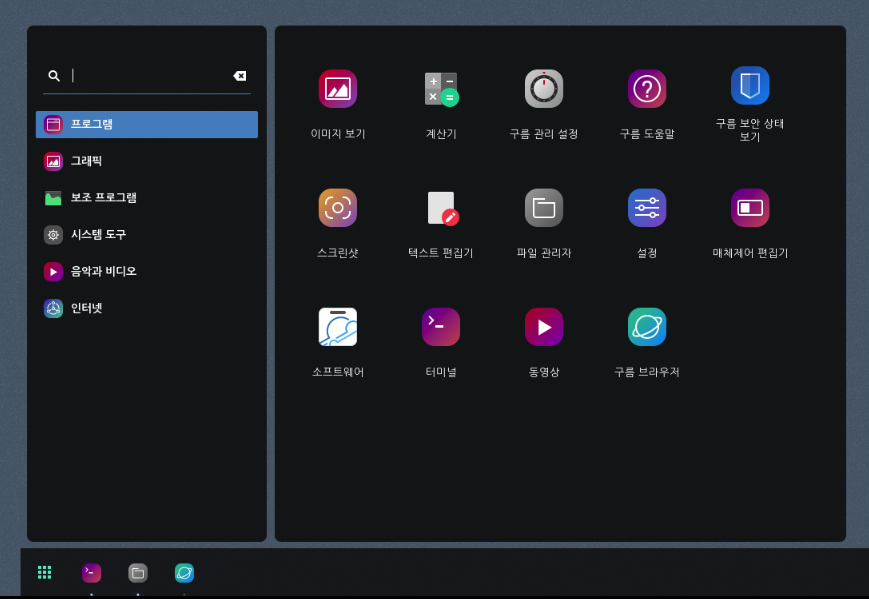 프로그램
그래픽
보조 프로그램
시스템 도구
음악과 비디오
인터넷
이미지 보기
계산기
구름 관리 설정
구름 도움말
구름 보안 상태
보기
스크린샷
텍스트 편집기
파일 관리자
설정
매체제어 편집기
소프트웨어
터미널
동영상
구름 브라우저